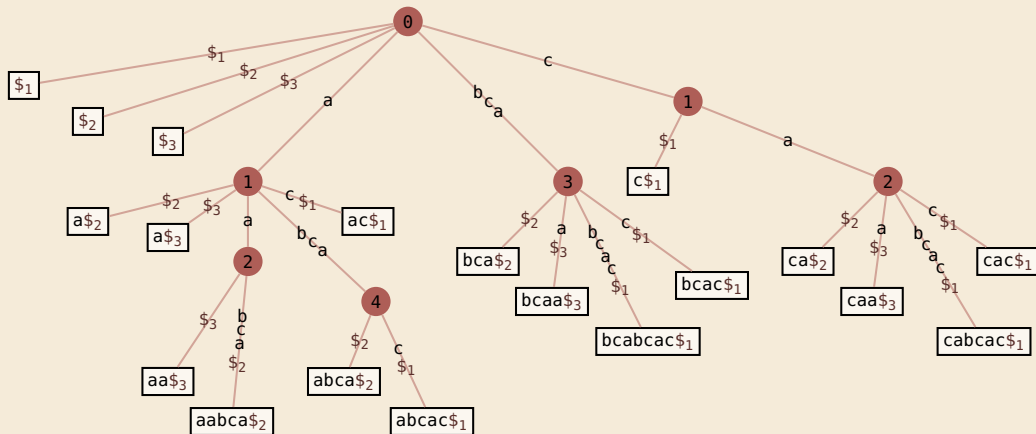 0
c
$₁
$₂
$₃
b
c
a
a
1
$₁
a
$₁
$₂
$₃
c$₁
1
3
2
$₂
$₃
a
b
c
a
c
$₁
a$₂
a$₃
ac$₁
2
$₂
a
$₃
b
c
a
c
$₁
c
$₁
bca$₂
$₂
a
$₃
b
c
a
c
$₁
c
$₁
ca$₂
cac$₁
4
bcaa$₃
bcac$₁
caa$₃
$₃
b
c
a
$₂
$₂
c
$₁
bcabcac$₁
cabcac$₁
aa$₃
abca$₂
aabca$₂
abcac$₁